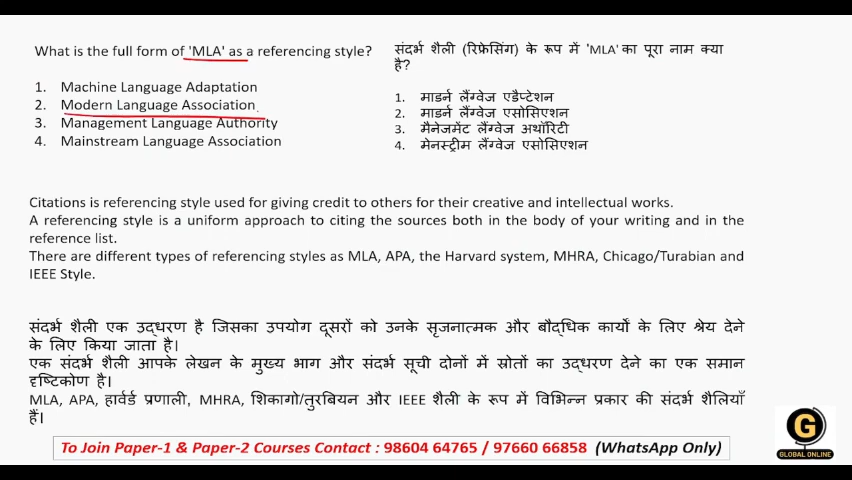 What is the full form of 'MLA' as a referencing style?
1. Machine Language Adaptation
2. Modern Language Association
3. Management Language Authority
4. Mainstream Language Association
संदर्भ शैली (रिफ्रेसिंग) के रूप में 'MLA' का पूरा नाम क्या
है?
1. माडर्न लैंग्वेज एडैप्टेशन
2. माडर्न लैंग्वेज एसोसिएशन
3. मैनेजमेंट लैंग्वेज अथॉरिटी
4. मेनस्ट्रीम लैंग्वेज एसोसिएशन
Citations is referencing style used for giving credit to others for their creative and intellectual works.
A referencing style is a uniform approach to citing the sources both in the body of your writing and in the
reference list.
There are different types of referencing styles as MLA, APA, the Harvard system, MHRA, Chicago/Turabian and
IEEE Style.
संदर्भ शैली एक उद्धरण है जिसका उपयोग दूसरों को उनके सृजनात्मक और बौद्धिक कार्यों के लिए श्रेय देने
के लिए किया जाता है।
एक संदर्भ शैली आपके लेखन के मुख्य भाग और संदर्भ सूची दोनों में स्रोतों का उद्धरण देने का एक समान
दृष्टिकोण है।
MLA, APA, हार्वर्ड प्रणाली, MHRA, शिकागो/तुरबियन और IEEE शैली के रूप में विभिन्न प्रकार की संदर्भ शैलियाँ
हैं।
To Join Paper-1 & Paper-2 Courses Contact : 98604 64765 / 97660 66858 (WhatsApp Only)
G
GLOBAL ONLINE